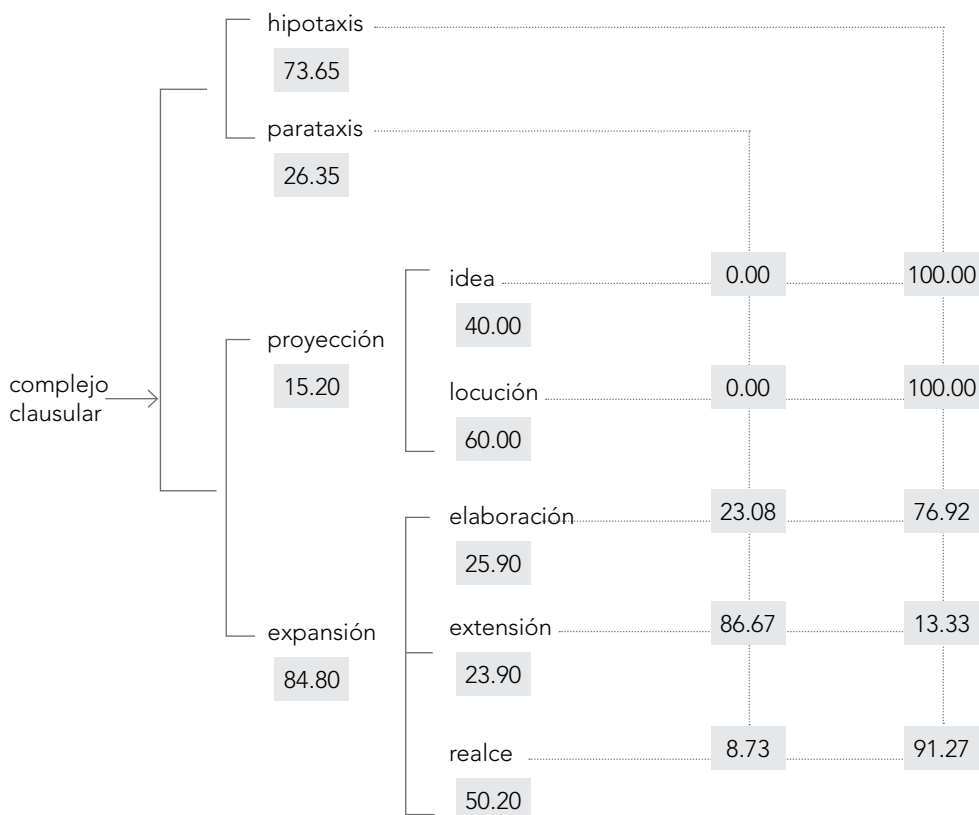 hipotaxis
73.65
parataxis
26.35
idea 0.00 100.00
40.00
proyección
15.20
complejo
clausular
locución 0.00 100.00
60.00
elaboración 23.08 76.92
25.90
expansión
84.80
extensión 86.67 13.33
23.90
realce 8.73 91.27
50.20